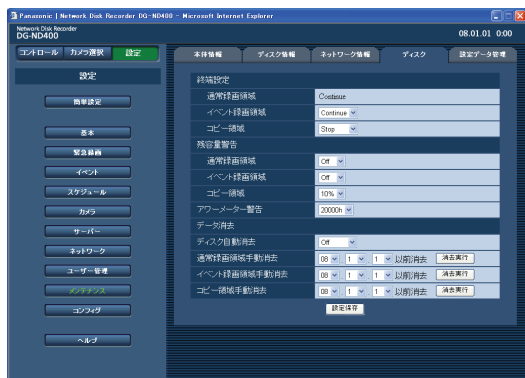 Panasonic | Network Disk Recorder DG-ND400 - Microsoft Internet Explorer
Network Disk Recorder
DG-ND400
08.01.01 0:00
コントロール カメラ選択 設定
本体情報 ディスク情報 ネットワーク情報 ディスク 設定データ管理
設定
簡単設定
基本
緊急録画
イベント
スケジュール
カメラ
サーバー
ネットワーク
ユーザー管理
メンテナンス
コンフィグ
ヘルプ
終端設定
通常録画領域 Continue
イベント録画領域 Continue
コピー領域 Stop
残容量警告
通常録画領域 Off
イベント録画領域 Off
コピー領域 10%
アワーメーター警告 20000h
データ消去
ディスク自動消去 Off
通常録画領域手動消去 08 . 1 . 1 以前消去 消去実行
イベント録画領域手動消去 08 . 1 . 1 以前消去 消去実行
コピー領域手動消去 08 . 1 . 1 以前消去 消去実行
設定保存